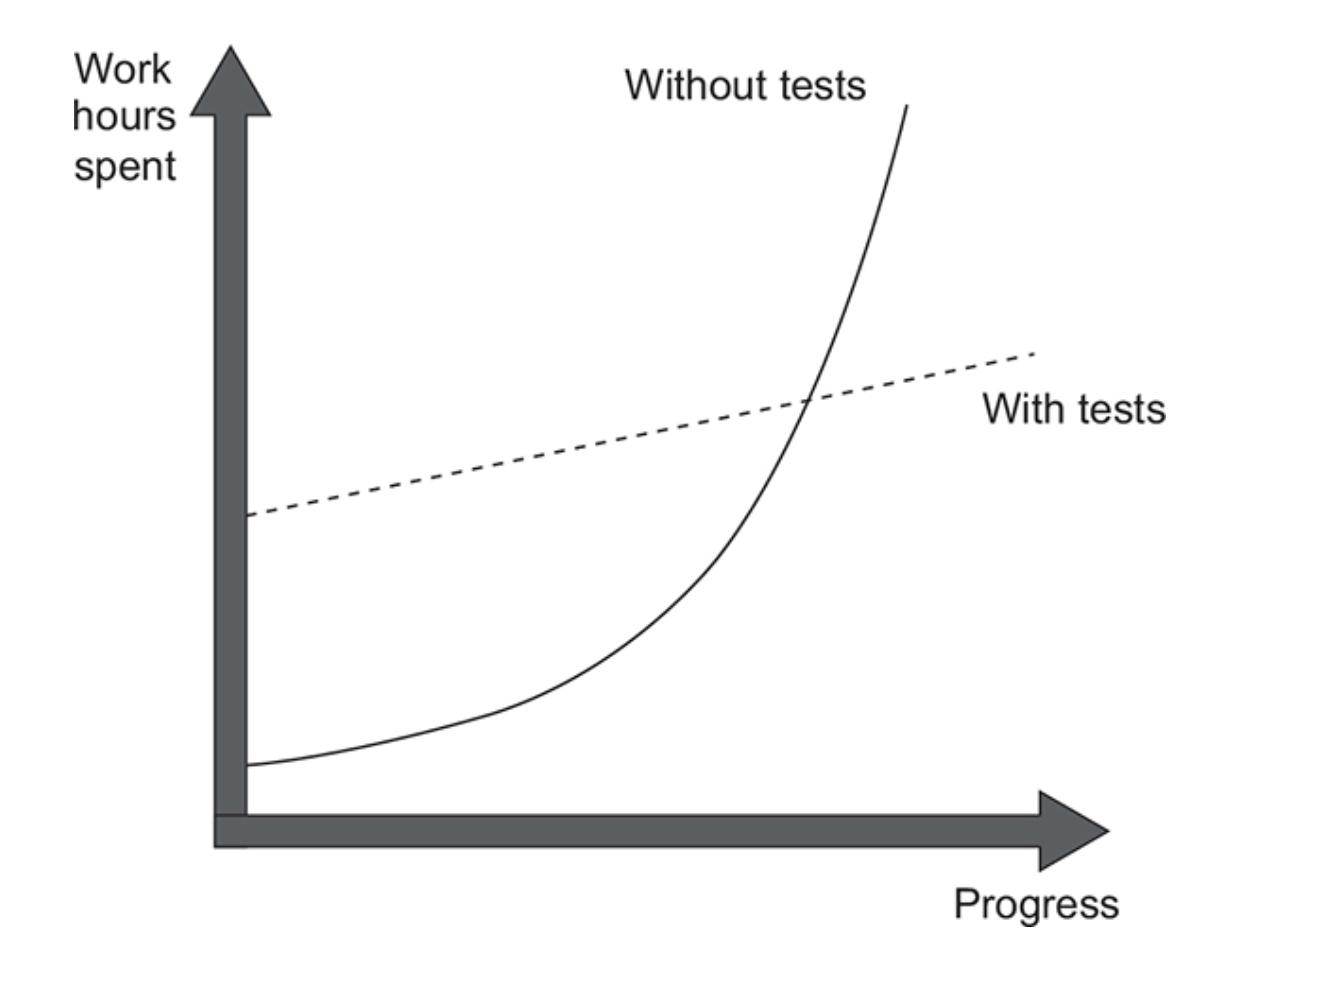 Work
hours
spent
Without tests
With tests
Progress